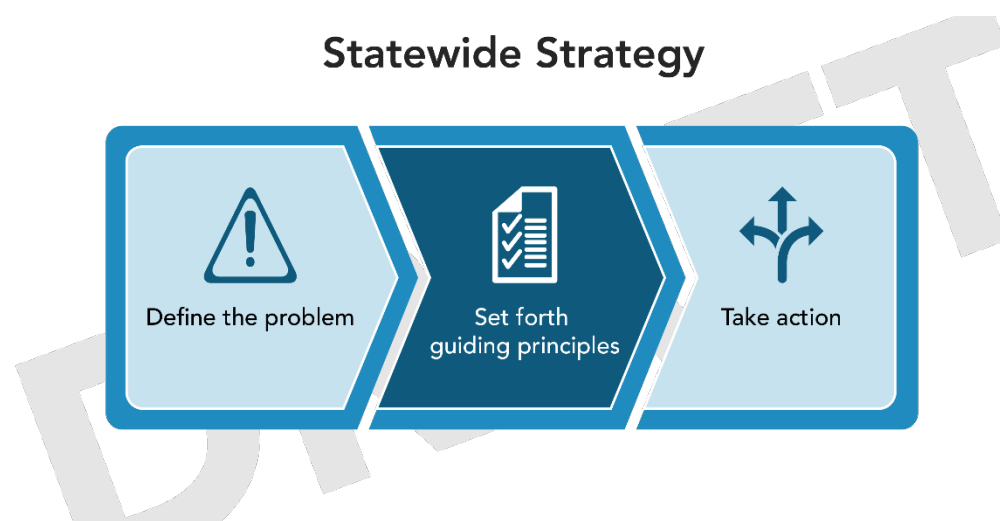 Statewide Strategy
Define the problem
Set forth
guiding principles
Take action